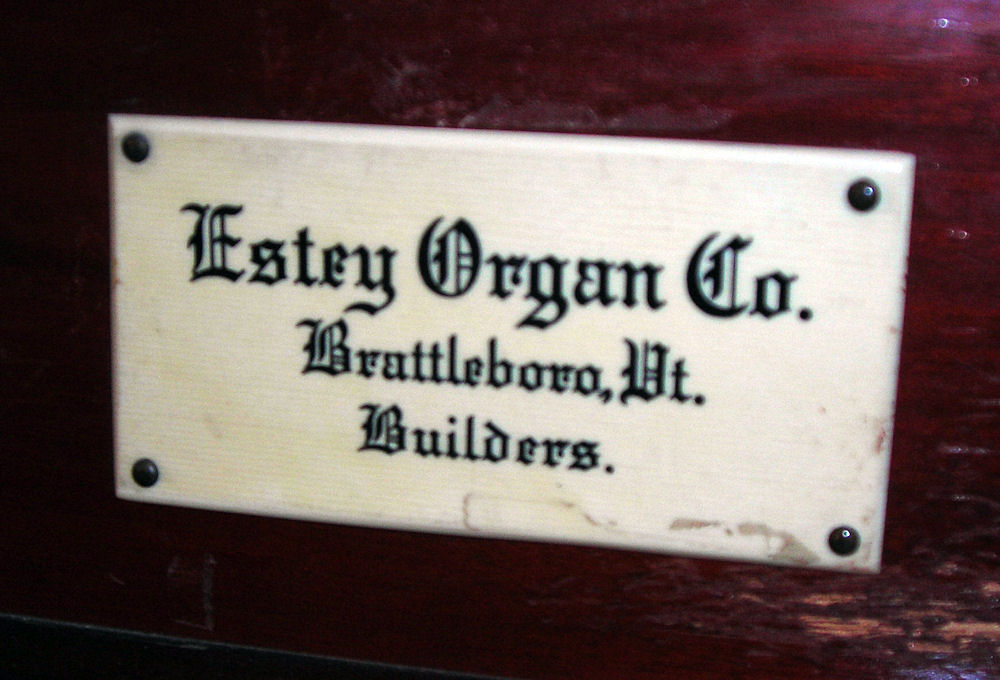 Estey Organ Co.
Brattleboro, Vt.
Builders.